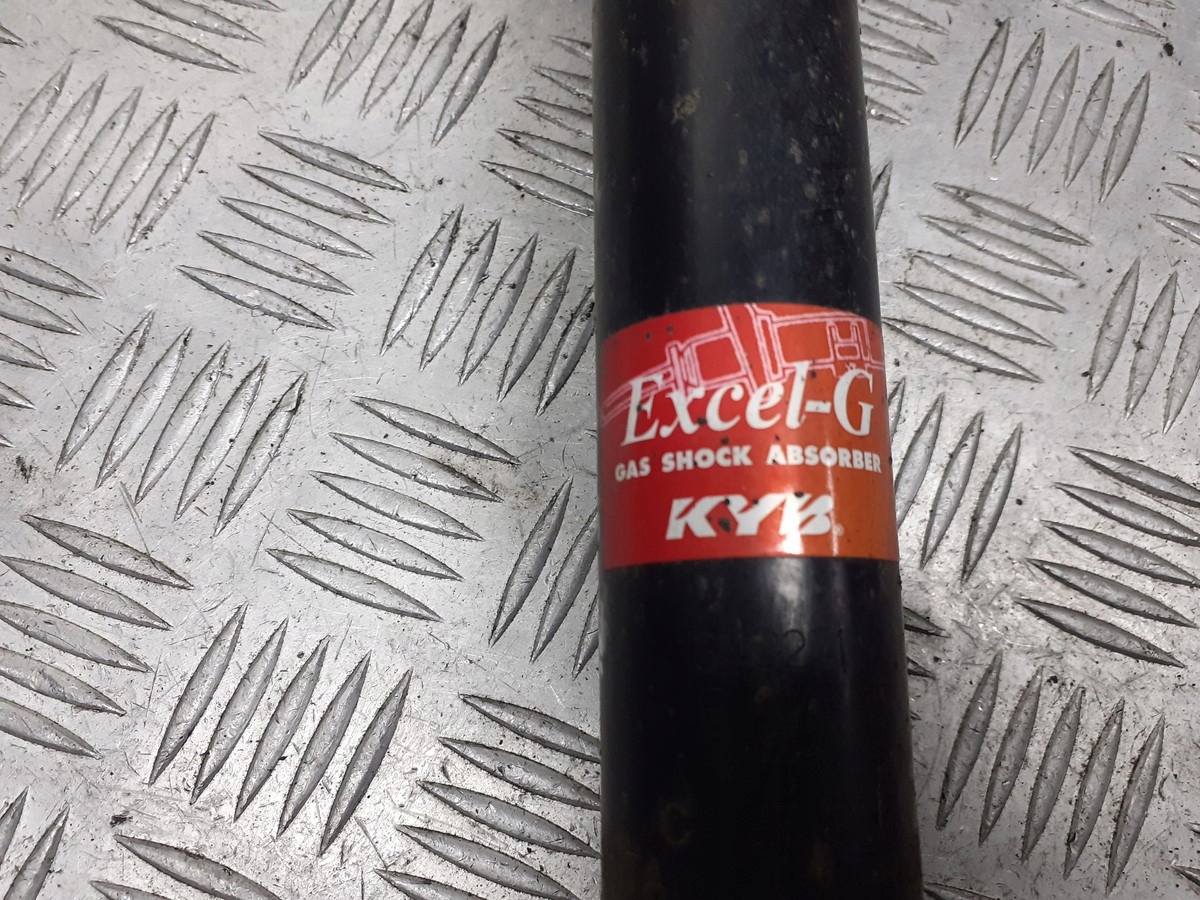 Excel-G
GAS SHOCK ABSORBER
KYB®